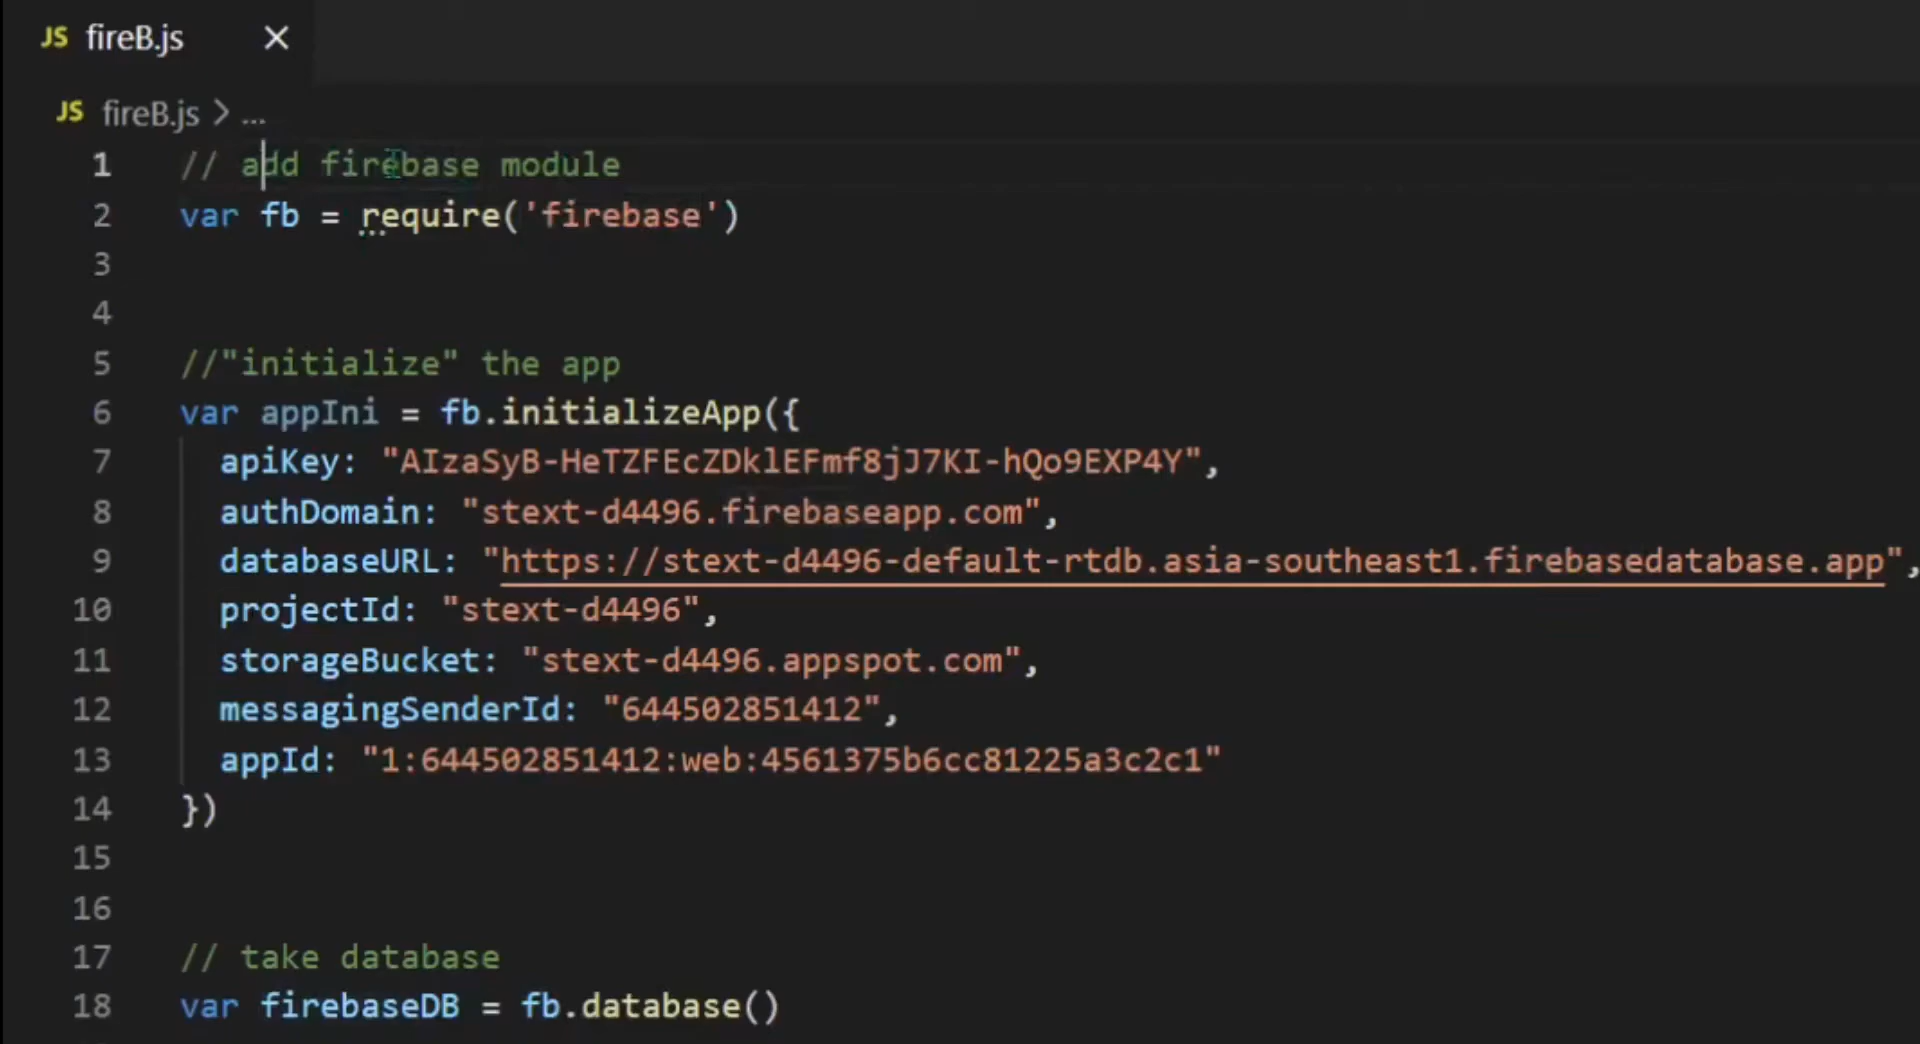 JS fireB.js ×
JS fireB.js > ...
1 // add firebase module
2 var fb = require('firebase')
3
4
5 //"initialize" the app
6 var appIni = fb.initializeApp({
7 apiKey: "AIzaSyB-HeTZFEcZDklEFmf8jJ7KI-hQo9EXP4Y",
8 authDomain: "stext-d4496.firebaseapp.com",
9 databaseURL: "https://stext-d4496-default-rtdb.asia-southeast1.firebasedatabase.app",
10 projectId: "stext-d4496",
11 storageBucket: "stext-d4496.appspot.com",
12 messagingSenderId: "644502851412",
13 appId: "1:644502851412:web:4561375b6cc81225a3c2c1"
14 })
15
16
17 // take database
18 var firebaseDB = fb.database()